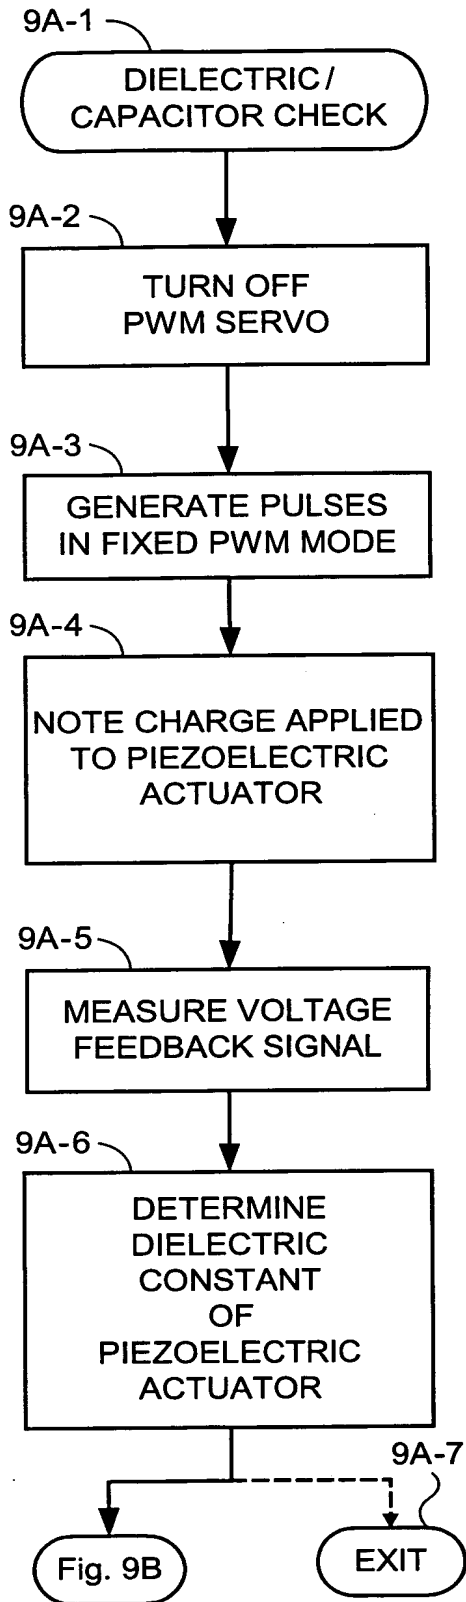 9A-1
DIELECTRIC/
CAPACITOR CHECK
9A-2
TURN OFF
PWM SERVO
9A-3
GENERATE PULSES
IN FIXED PWM MODE
9A-4
NOTE CHARGE APPLIED
TO PIEZOELECTRIC
ACTUATOR
9A-5
MEASURE VOLTAGE
FEEDBACK SIGNAL
9A-6
DETERMINE
DIELECTRIC
CONSTANT
OF
PIEZOELECTRIC
ACTUATOR
9A-7
Fig. 9B
EXIT